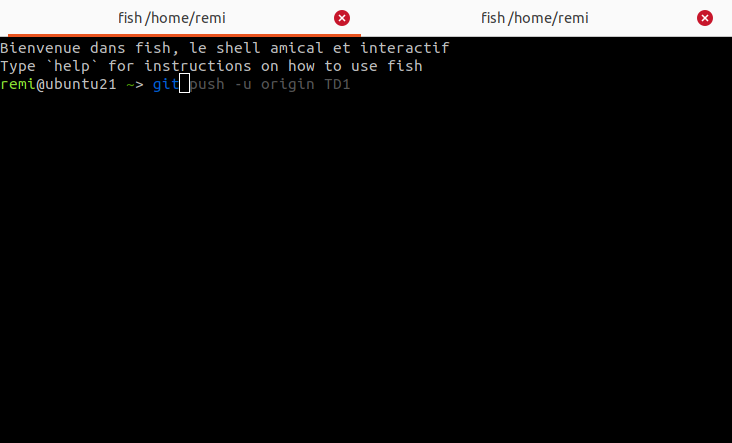 fish /home/remi
fish /home/remi
Bienvenue dans fish, le shell amical et interactif
Type `help` for instructions on how to use fish
remi@ubuntu21 ~> git push -u origin TD1